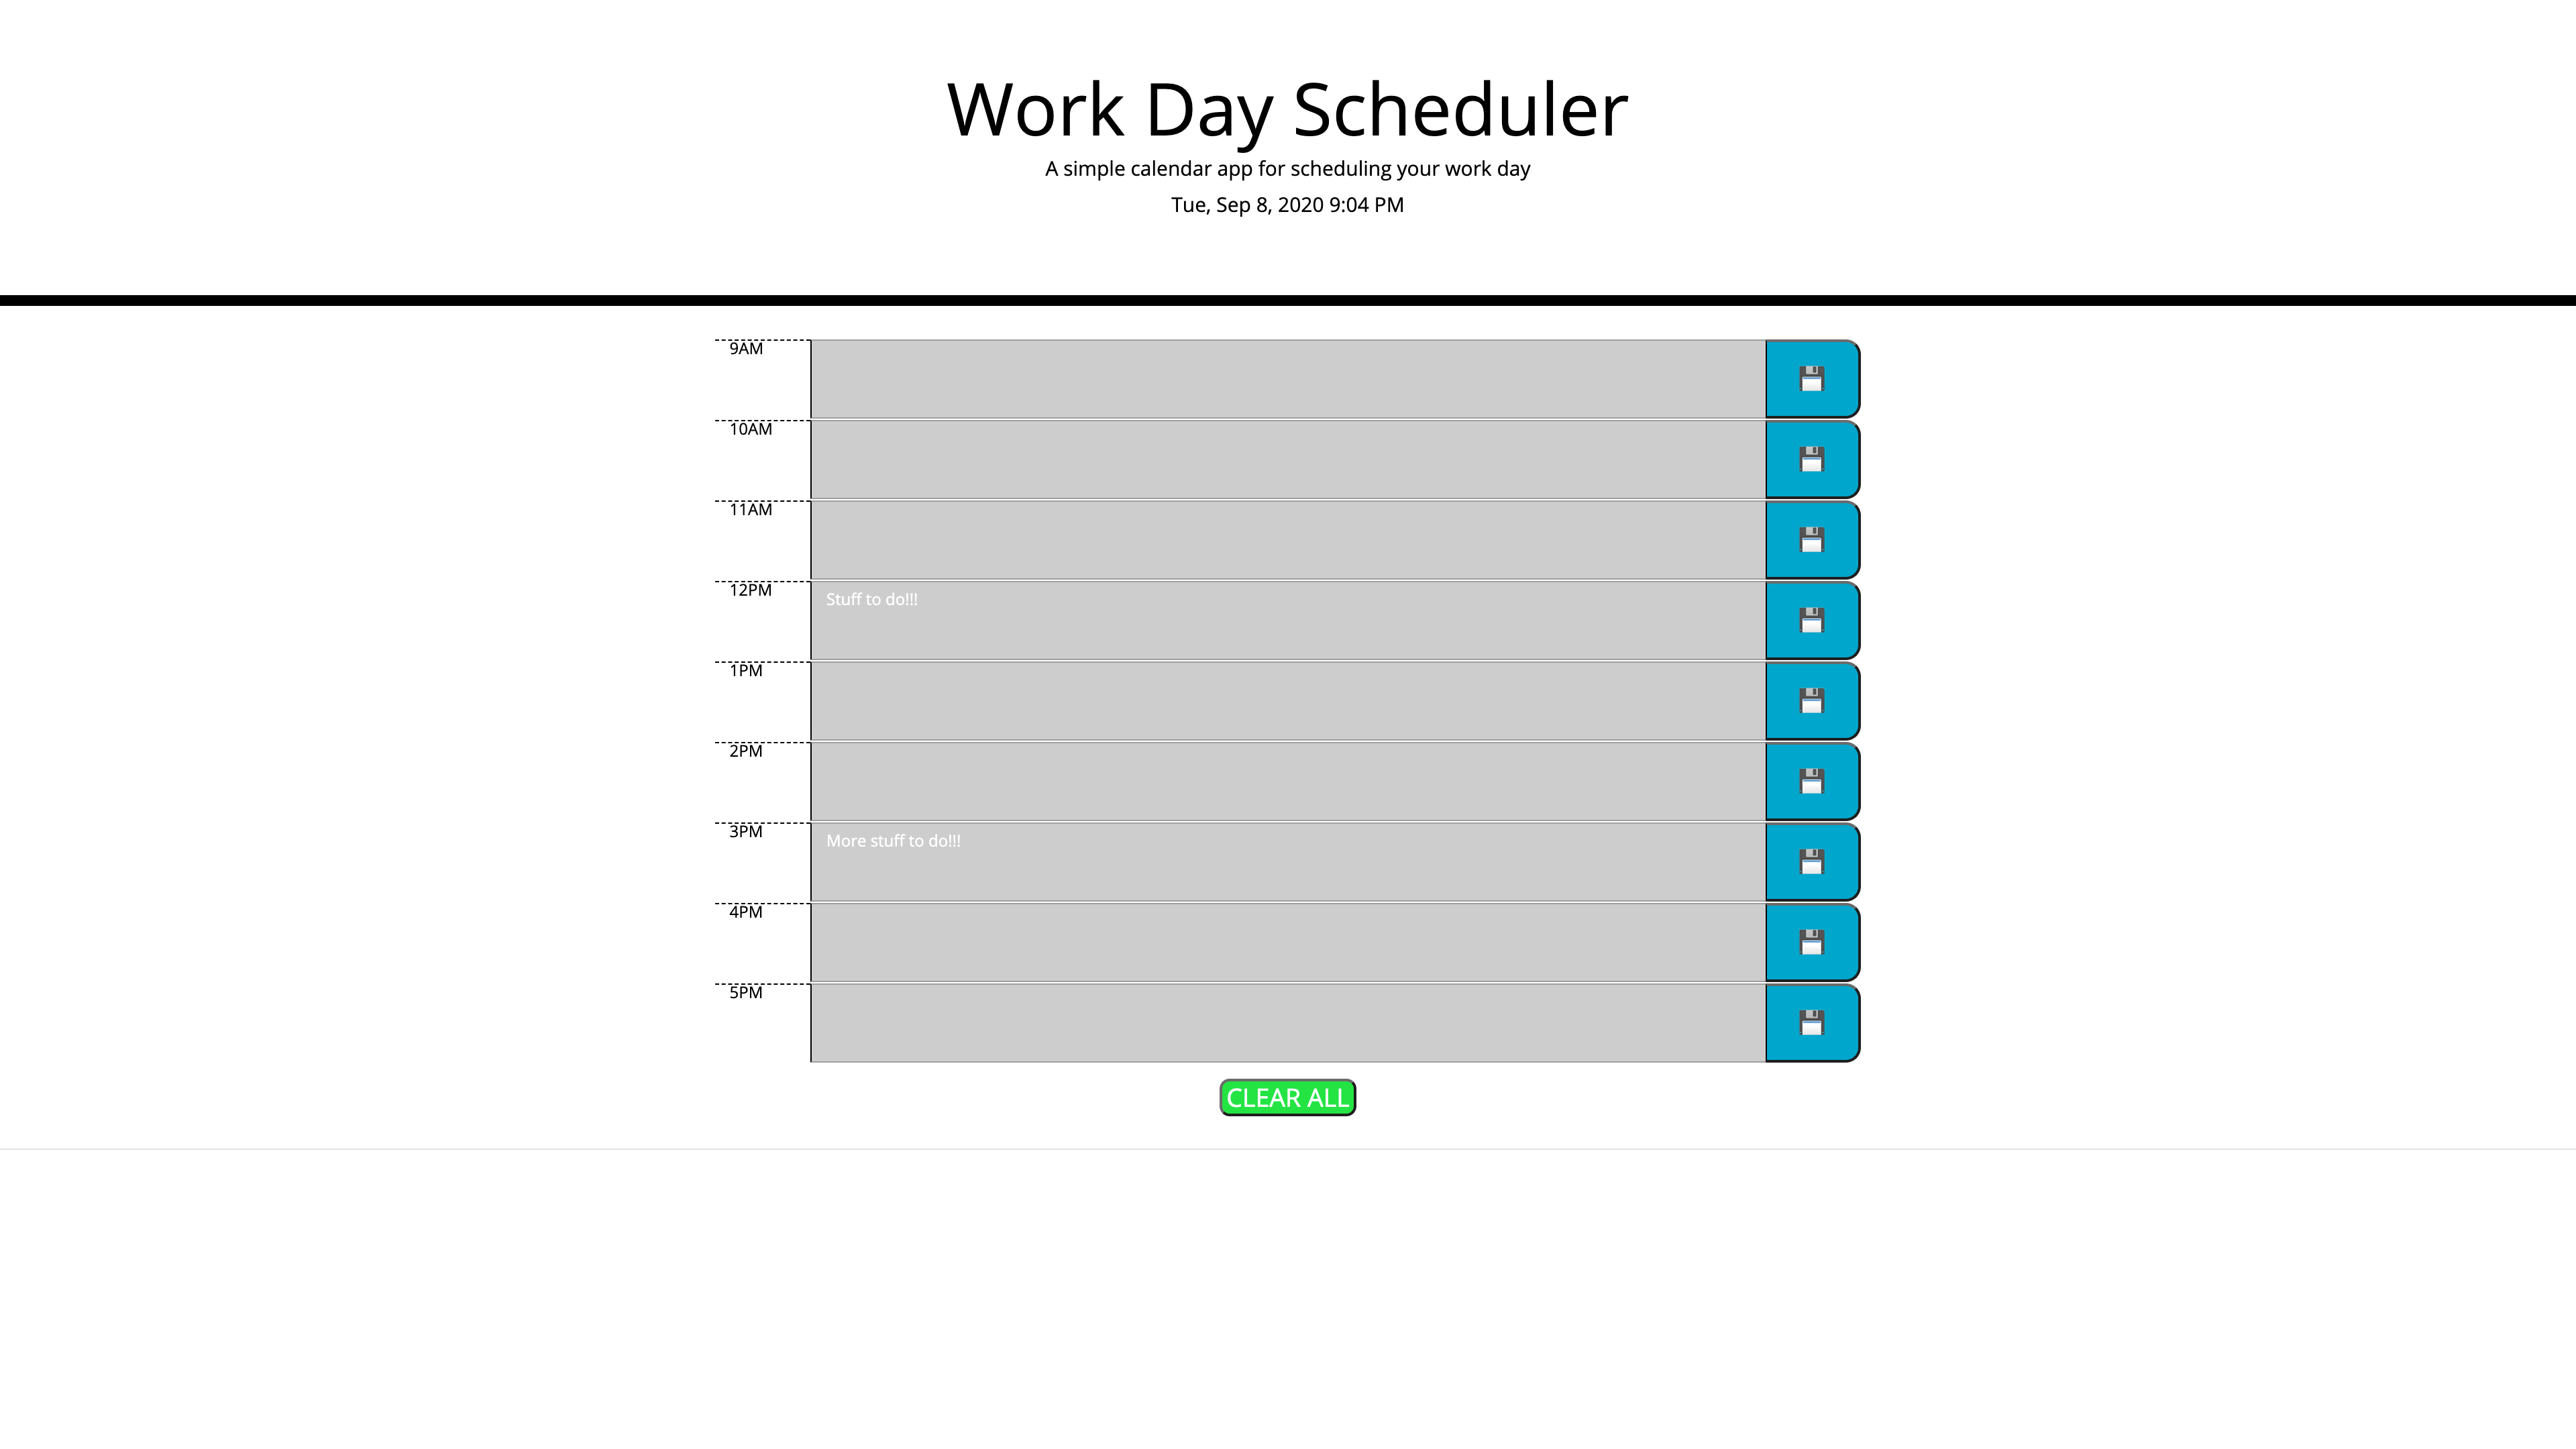 Work Day Scheduler
A simple calendar app for scheduling your work day
Tue, Sep 8, 2020 9:04 PM
9AM
10AM
11AM
12PM
Stuff to do!!!
1PM
2PM
3PM
More stuff to do!!!
4PM
5PM
CLEAR ALL